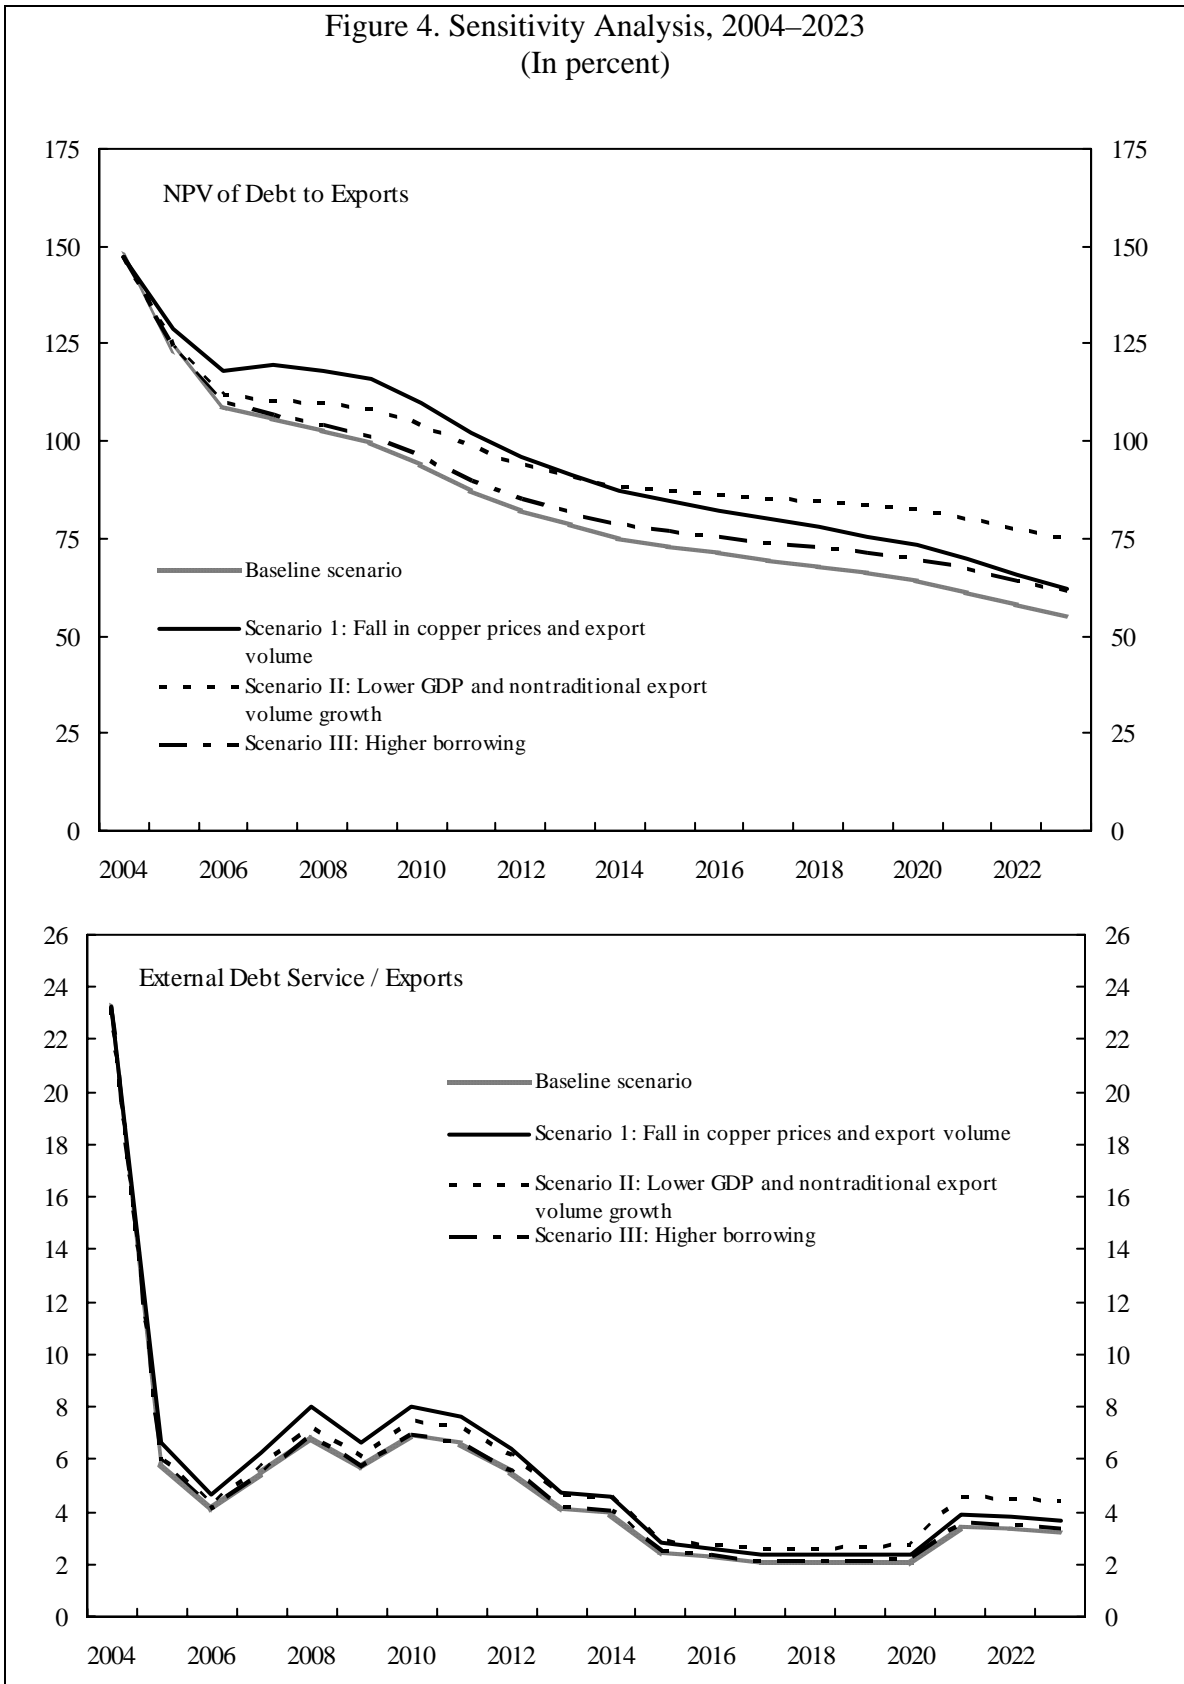 Figure 4. Sensitivity Analysis, 2004–2023
(In percent)
175 175
NPV of Debt to Exports
150 150
125 125
100 100
75 75
Baseline scenario
50 50
Scenario 1: Fall in copper prices and export
volume
Scenario II: Lower GDP and nontraditional export
volume growth
25 25
Scenario III: Higher borrowing
0 0
2004 2006 2008 2010 2012 2014 2016 2018 2020 2022
26 26
External Debt Service / Exports
24 24
22 22
Baseline scenario
20 20
Scenario 1: Fall in copper prices and export volume
18 18
Scenario II: Lower GDP and nontraditional export
16 16
volume growth
Scenario III: Higher borrowing
14 14
12 12
10 10
8 8
6 6
4 4
2 2
0 0
2004 2006 2008 2010 2012 2014 2016 2018 2020 2022